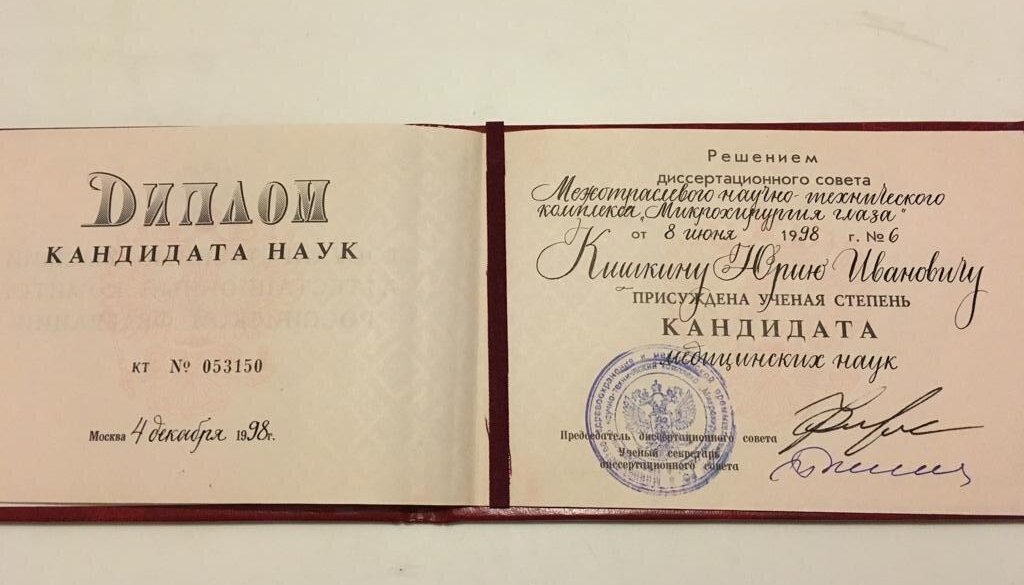 ДИПЛОМ
КАНДИДАТА НАУК
КТ № 053150
Москва 4 декабря 1998г.
Решением
диссертационного совета
Межотраслевого научно-технического
комплекса „Микрохирургия глаза"
от 8 июня 1998 г. № 6
Кишкину Юрию Ивановичу
ПРИСУЖДЕНА УЧЕНАЯ СТЕПЕНЬ
КАНДИДАТА
медицинских наук
Председатель диссертационного совета
Ученый секретарь
диссертационного совета